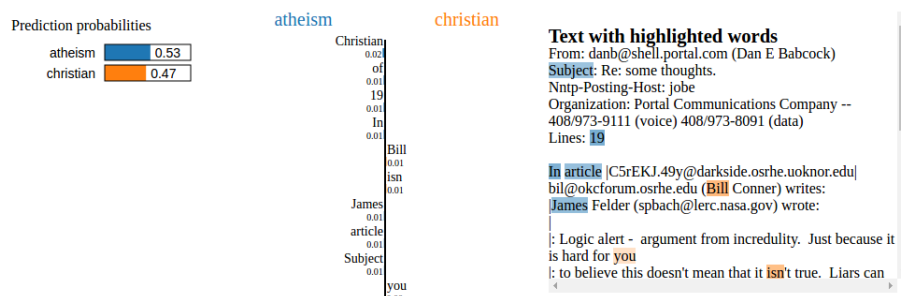 Prediction probabilities
atheism 0.53
christian 0.47
atheism christian
Christian
0.02
of
0.01
19
0.01
In
0.01
Bill
0.01
isn
0.01
James
0.01
article
0.01
Subject
0.01
you
Text with highlighted words
From: danb@shell.portal.com (Dan E Babcock)
Subject: Re: some thoughts.
Nntp-Posting-Host: jobe
Organization: Portal Communications Company --
408/973-9111 (voice) 408/973-8091 (data)
Lines: 19
In article |C5rEKJ.49y@darkside.osrhe.uoknor.edu|
bil@okcforum.osrhe.edu (Bill Conner) writes:
|James Felder (spbach@lerc.nasa.gov) wrote:
|
|: Logic alert - argument from incredulity. Just because it
is hard for you
|: to believe this doesn't mean that it isn't true. Liars can